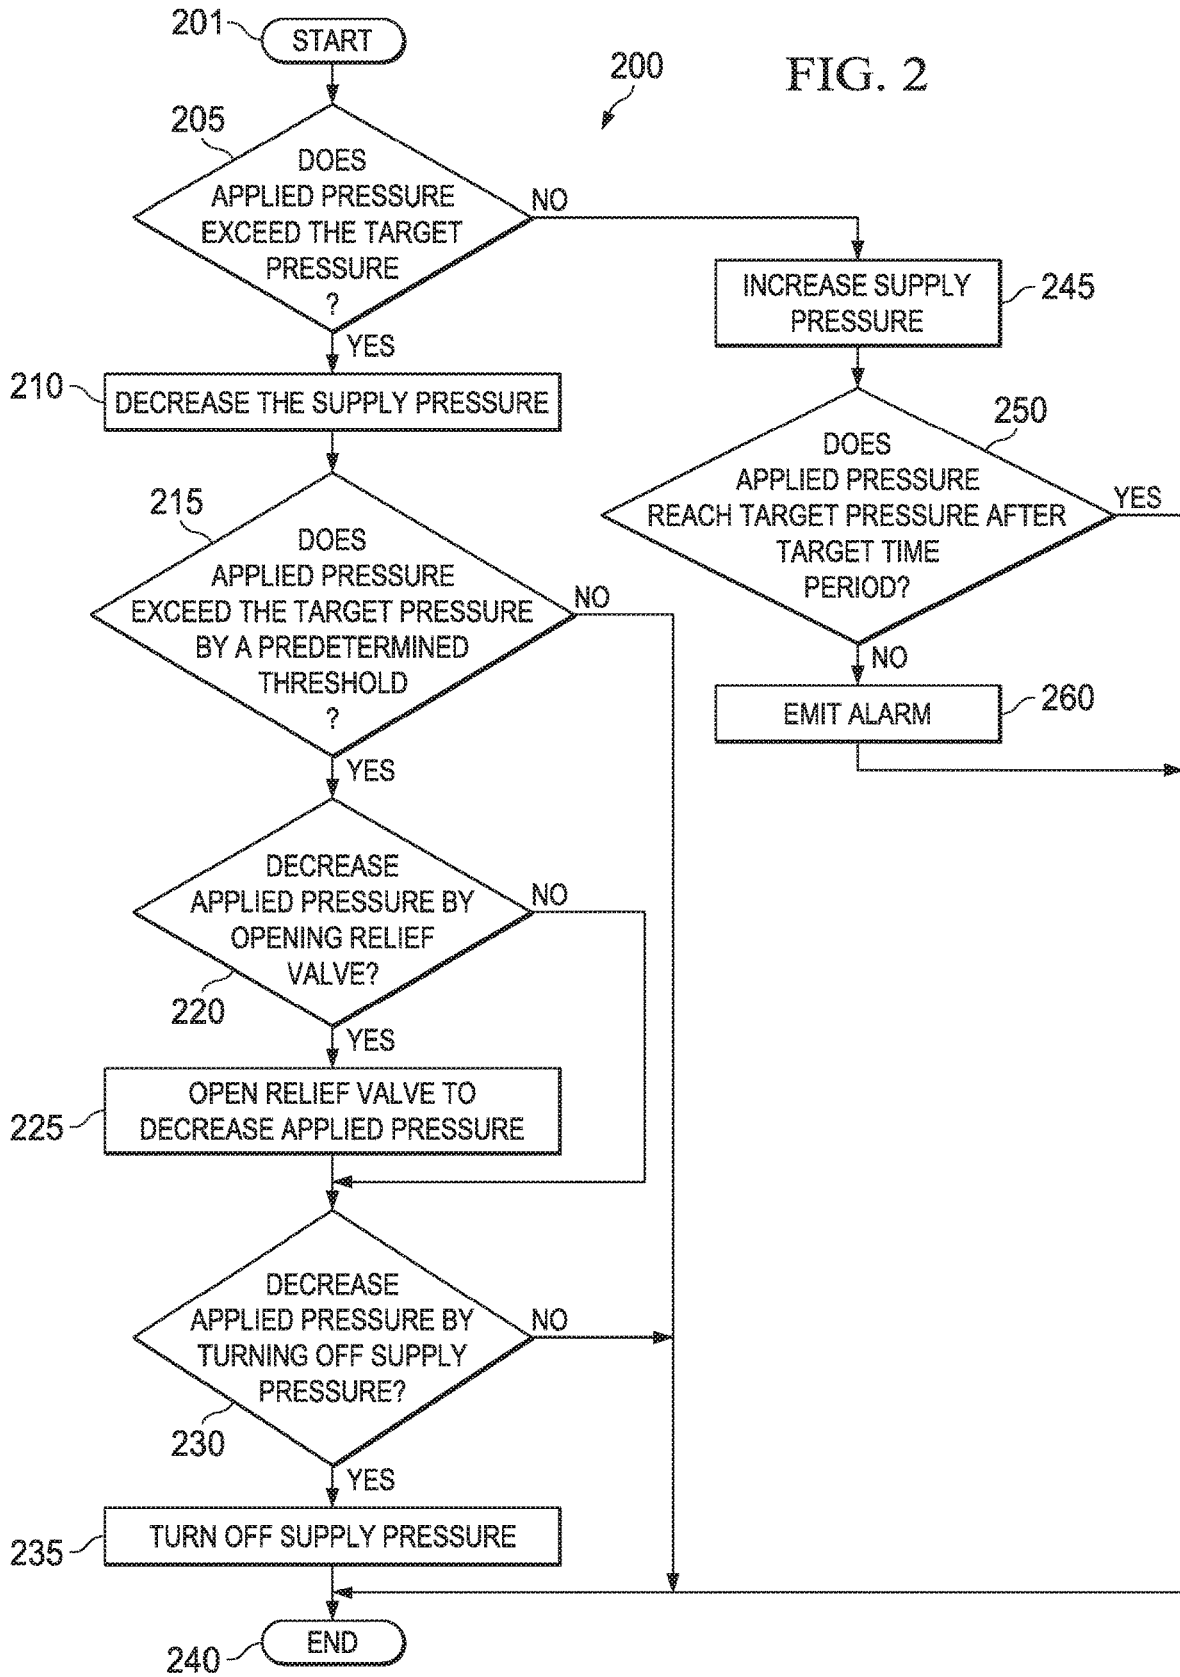 201
START
200
FIG. 2
205
DOES
APPLIED PRESSURE
EXCEED THE TARGET
PRESSURE
?
NO
YES
INCREASE SUPPLY
PRESSURE
245
210
DECREASE THE SUPPLY PRESSURE
250
DOES
APPLIED PRESSURE
REACH TARGET PRESSURE AFTER
TARGET TIME
PERIOD?
YES
NO
215
DOES
APPLIED PRESSURE
EXCEED THE TARGET PRESSURE
BY A PREDETERMINED
THRESHOLD
?
NO
YES
EMIT ALARM
260
DECREASE
APPLIED PRESSURE BY
OPENING RELIEF
VALVE?
NO
220
YES
225
OPEN RELIEF VALVE TO
DECREASE APPLIED PRESSURE
DECREASE
APPLIED PRESSURE BY
TURNING OFF SUPPLY
PRESSURE?
NO
230
YES
235
TURN OFF SUPPLY PRESSURE
240
END